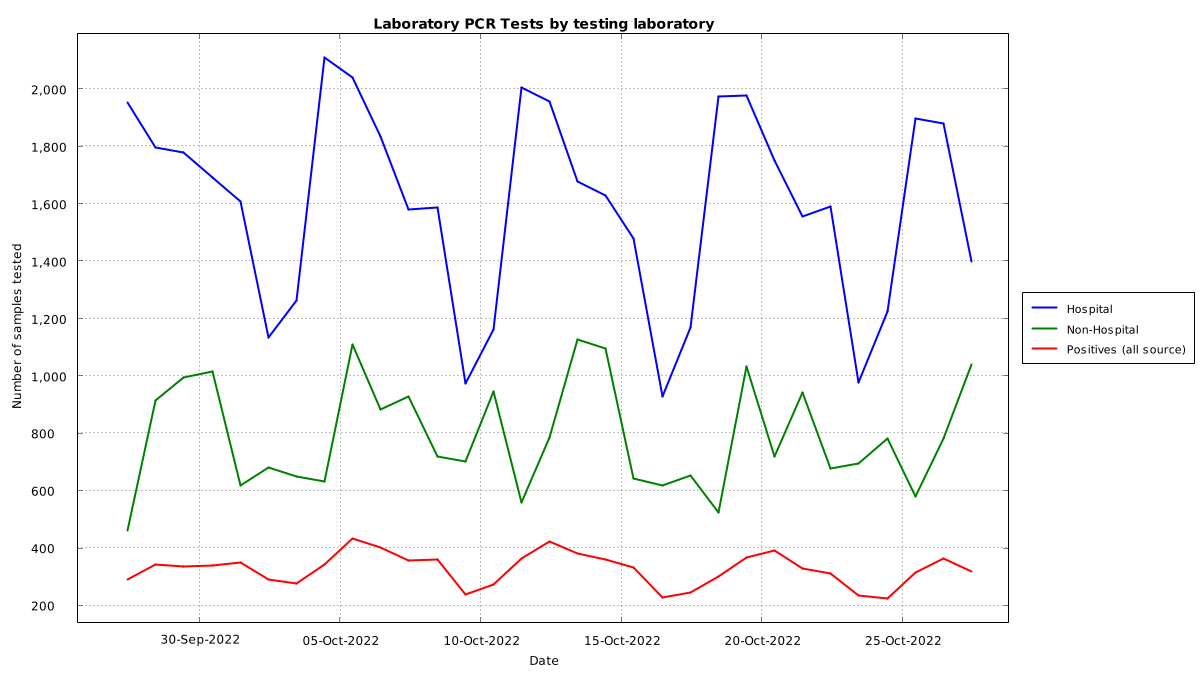 Laboratory PCR Tests by testing laboratory
2,000
1,800
1,600
1,400
1,200
1,000
800
600
400
200
Number of samples tested
30-Sep-2022
05-Oct-2022
10-Oct-2022
15-Oct-2022
20-Oct-2022
25-Oct-2022
Date
Hospital
Non-Hospital
Positives (all source)